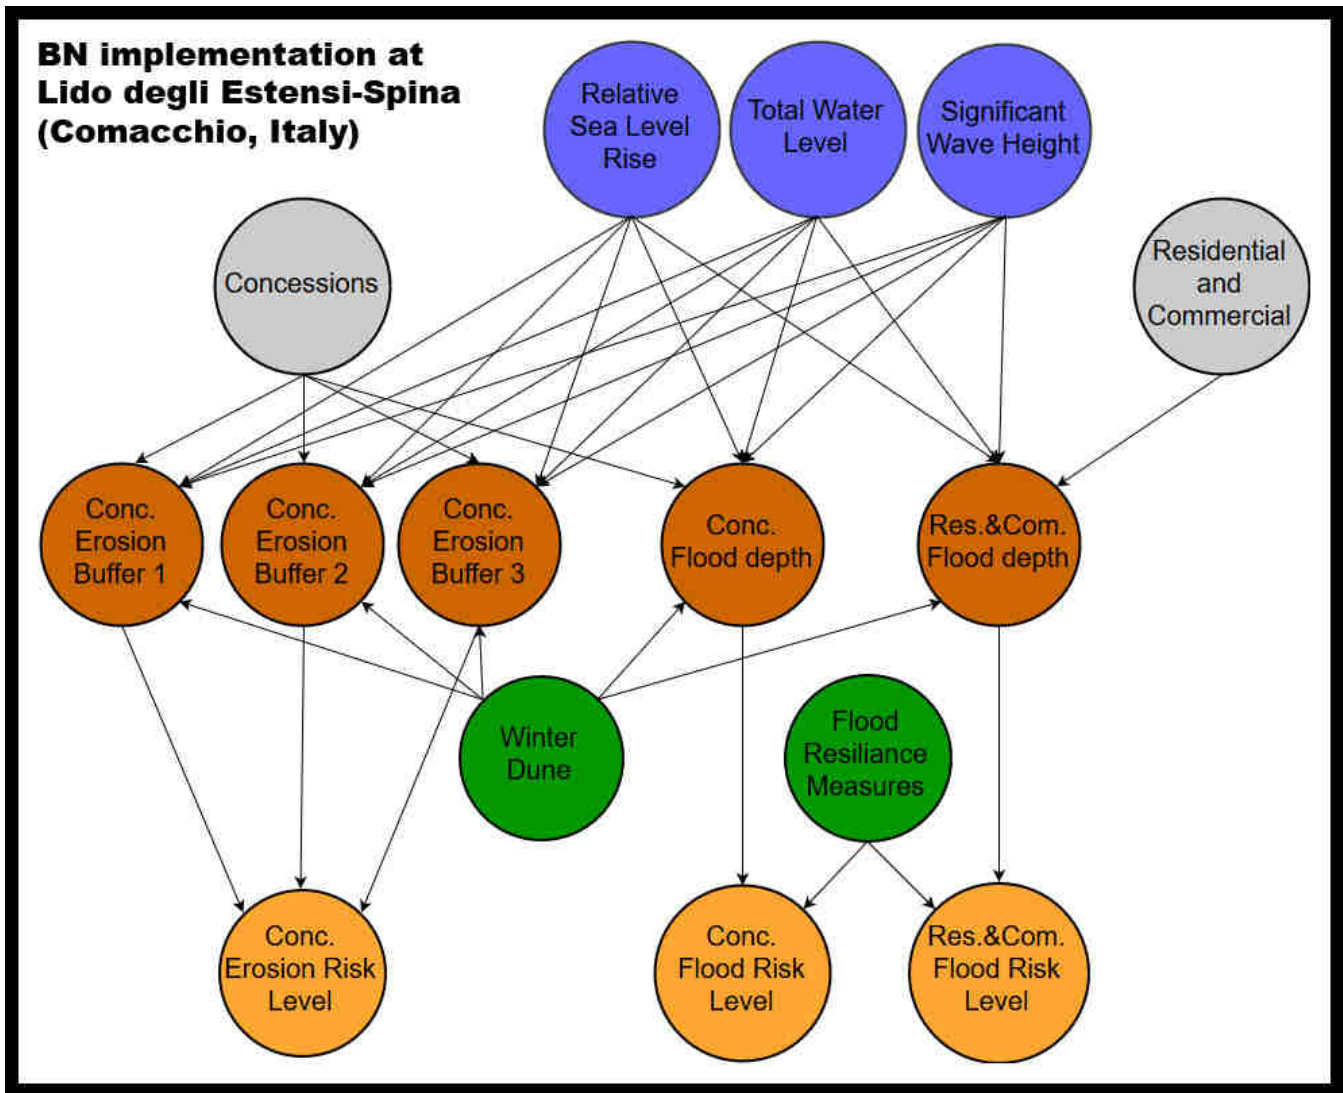 BN implementation at
Lido degli Estensi-Spina
(Comacchio, Italy)
Relative
Sea Level
Rise
Total Water
Level
Significant
Wave Height
Concessions
Residential
and
Commercial
Conc.
Erosion
Buffer 1
Conc.
Erosion
Buffer 2
Conc.
Erosion
Buffer 3
Conc.
Flood depth
Res.&Com.
Flood depth
Winter
Dune
Flood
Resiliance
Measures
Conc.
Erosion Risk
Level
Conc.
Flood Risk
Level
Res.&Com.
Flood Risk
Level